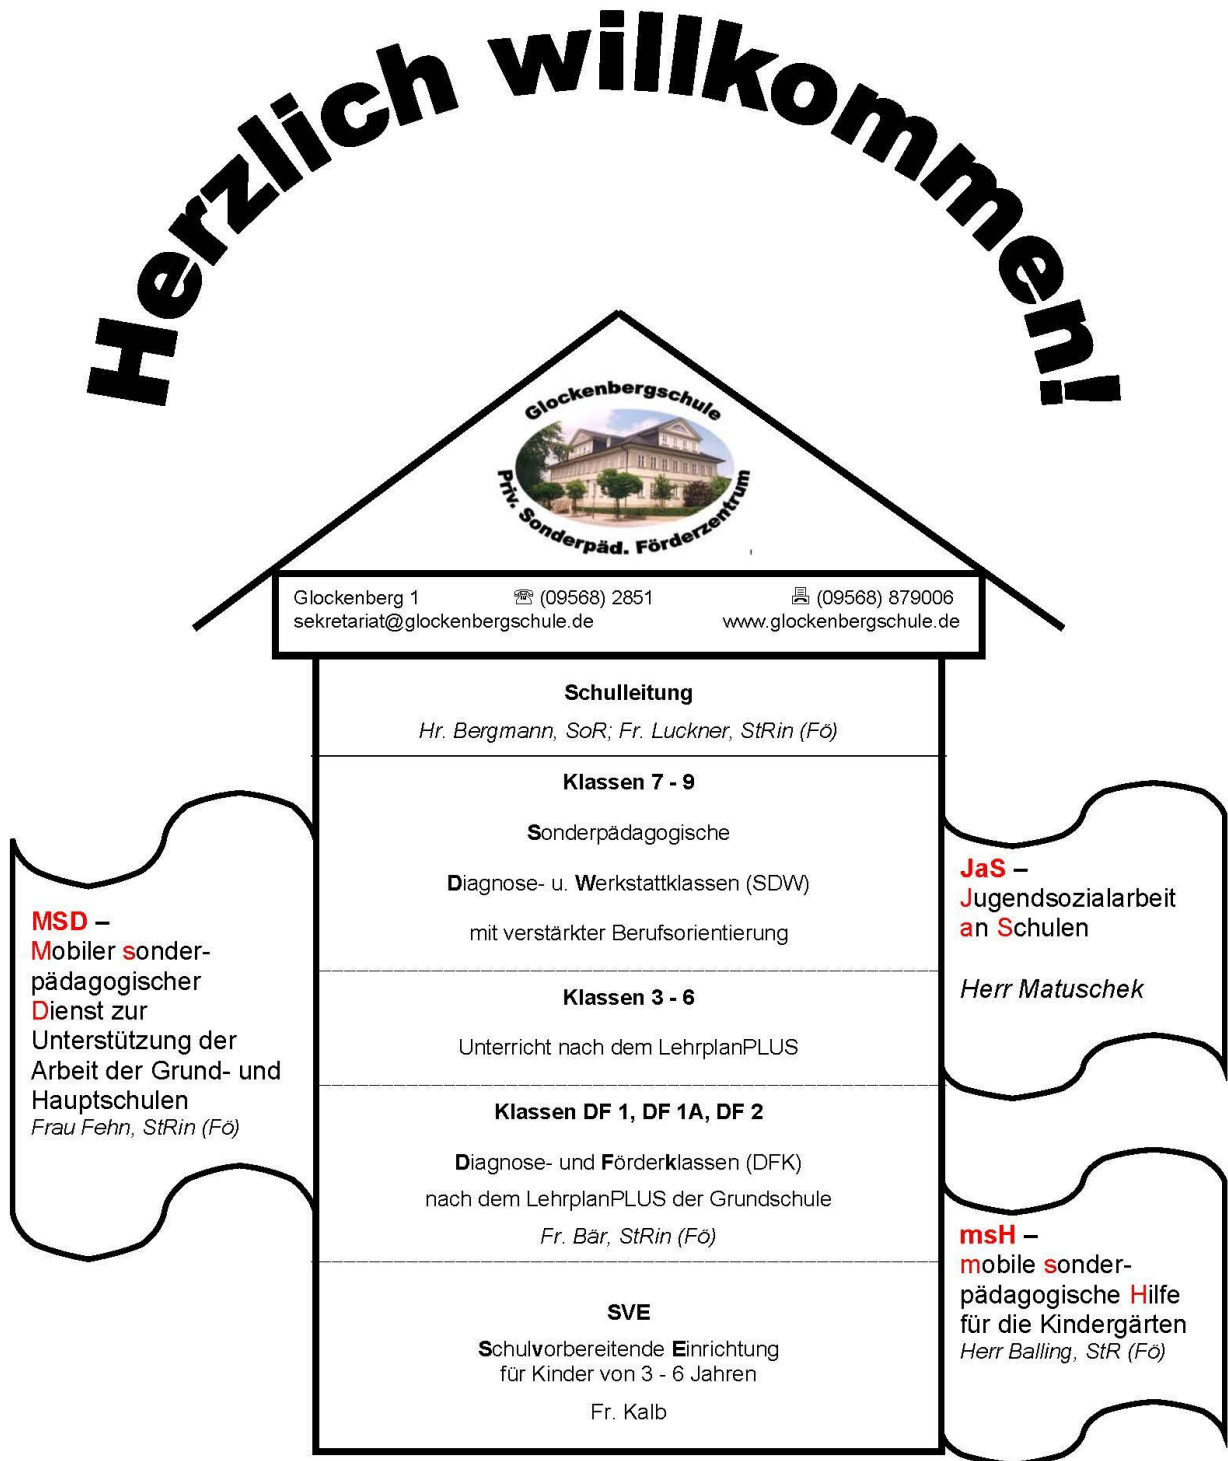 Herzlich willkommen!
Glockenbergschule
Priv. Sonderpäd. Förderzentrum
Glockenberg 1 ☏ (09568) 2851 (09568) 879006
sekretariat@glockenbergschule.de www.glockenbergschule.de
Schulleitung
Hr. Bergmann, SoR; Fr. Luckner, StRin (Fö)
Klassen 7 - 9
Sonderpädagogische
Diagnose- u. Werkstattklassen (SDW)
mit verstärkter Berufsorientierung
Klassen 3 - 6
Unterricht nach dem LehrplanPLUS
Klassen DF 1, DF 1A, DF 2
Diagnose- und Förderklassen (DFK)
nach dem LehrplanPLUS der Grundschule
Fr. Bär, StRin (Fö)
SVE
Schulvorbereitende Einrichtung
für Kinder von 3 - 6 Jahren
Fr. Kalb
MSD –
Mobiler sonder-
pädagogischer
Dienst zur
Unterstützung der
Arbeit der Grund- und
Hauptschulen
Frau Fehn, StRin (Fö)
JaS –
Jugendsozialarbeit
an Schulen
Herr Matuschek
msH –
mobile sonder-
pädagogische Hilfe
für die Kindergärten
Herr Balling, StR (Fö)